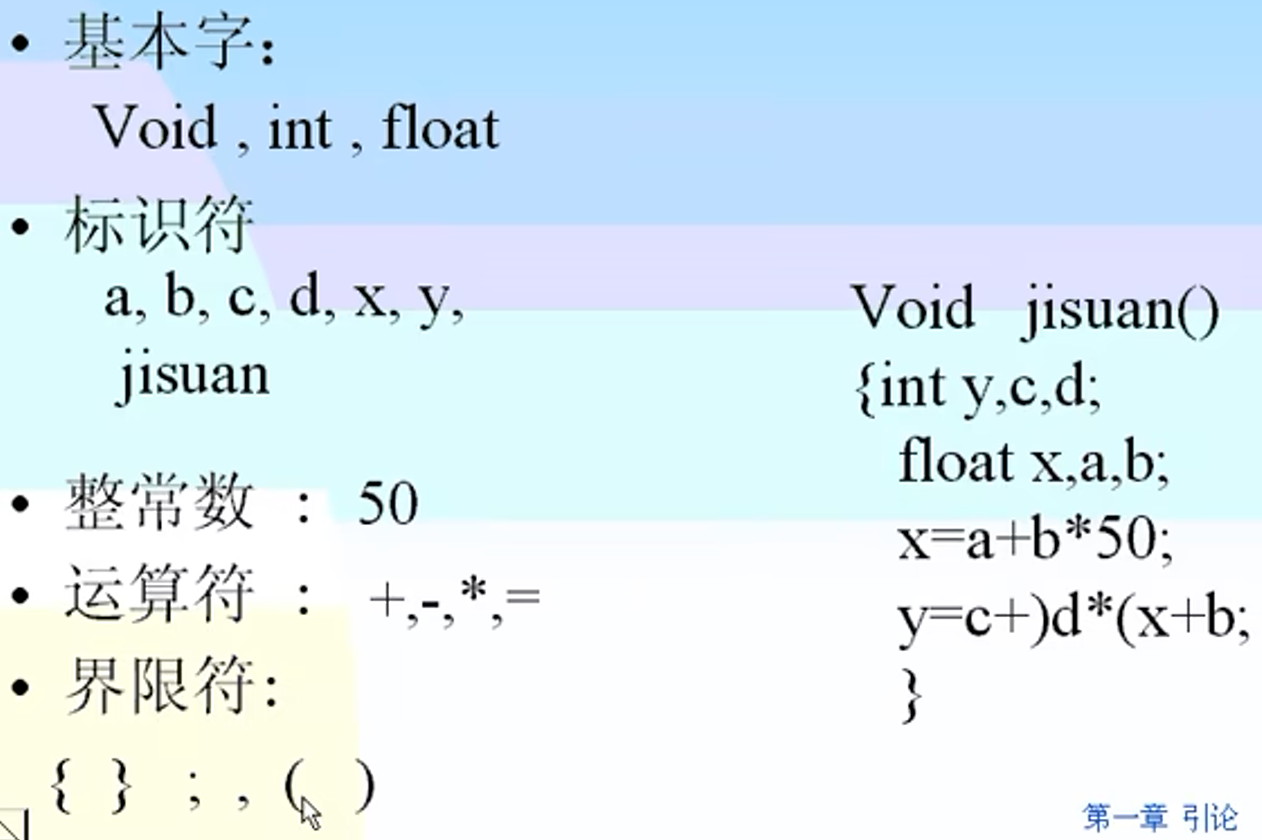 • 基本字：
Void , int , float
• 标识符
a, b, c, d, x, y,
jisuan
• 整常数 ： 50
• 运算符 ： +,-,*,=
• 界限符：
{ } ; , ( )
Void jisuan()
{int y,c,d;
float x,a,b;
x=a+b*50;
y=c+)d*(x+b;
}
第一章 引论